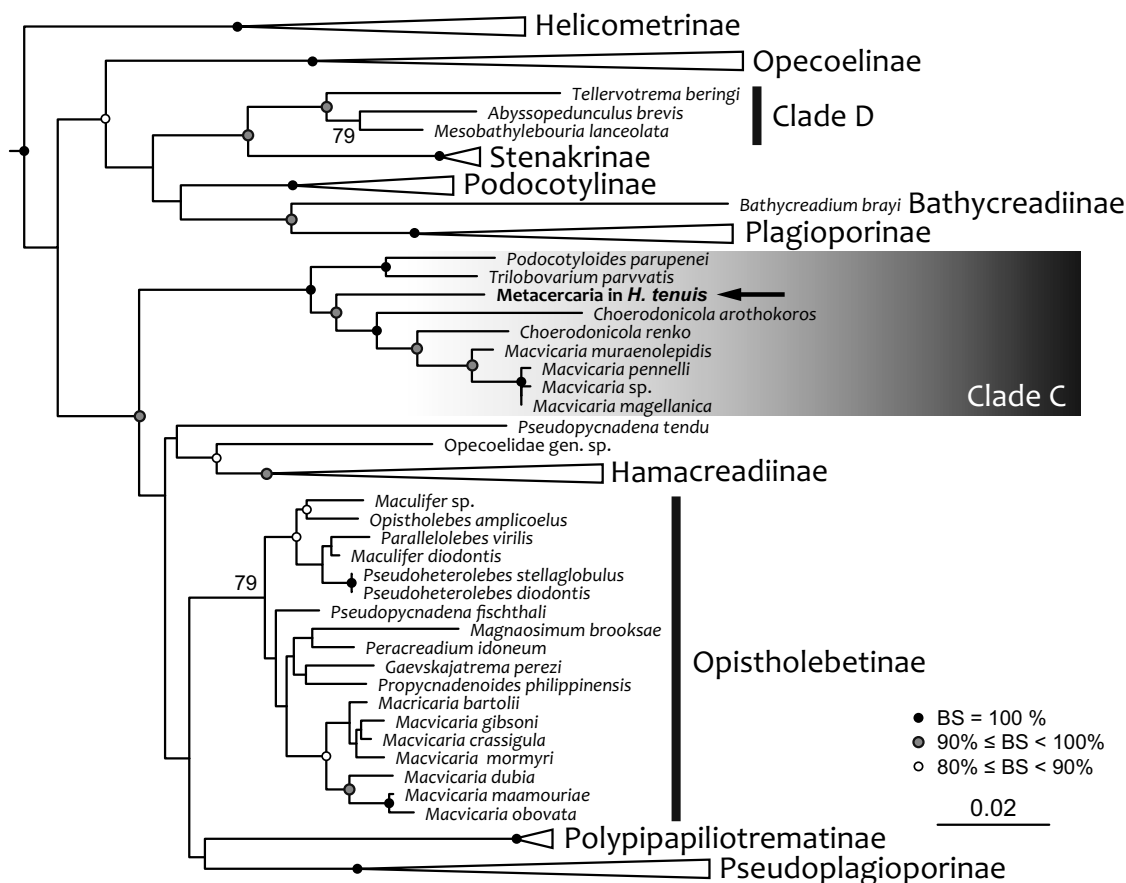 Helicometrinae
Opecoelinae
Tellervotrema beringi
Abyssopedunculus brevis
Clade D
79
Mesobathylebouria lanceolata
Stenakrinae
Podocotylinae
Bathycreadium brayi Bathycreadiinae
Plagioporinae
Podocotyloides parupenei
Trilobovarium parvvatis
Metacercaria in H. tenuis
Choerodonicola arothokoros
Choerodonicola renko
Macvicaria muraenolepidis
Macvicaria pennelli
Macvicaria sp.
Macvicaria magellanica
Clade C
Pseudopycnadena tendu
Opecoelidae gen. sp.
Hamacreadiinae
Maculifer sp.
Opistholebes amplicoelus
Parallelolebes virilis
Maculifer diodontis
79
Pseudoheterolebes stellaglobulus
Pseudoheterolebes diodontis
Pseudopycnadena fischthali
Magnaosimum brooksae
Peracreadium idoneum
Opistholebetinae
Gaevskajatrema perezi
Propycnadenoides philippinensis
Macricaria bartolii
Macvicaria gibsoni
Macvicaria crassigula
Macvicaria mormyri
Macvicaria dubia
Macvicaria maamouriae
Macvicaria obovata
BS = 100 %
90% ≤ BS < 100%
80% ≤ BS < 90%
0.02
Polypipapiliotrematinae
Pseudoplagioporinae